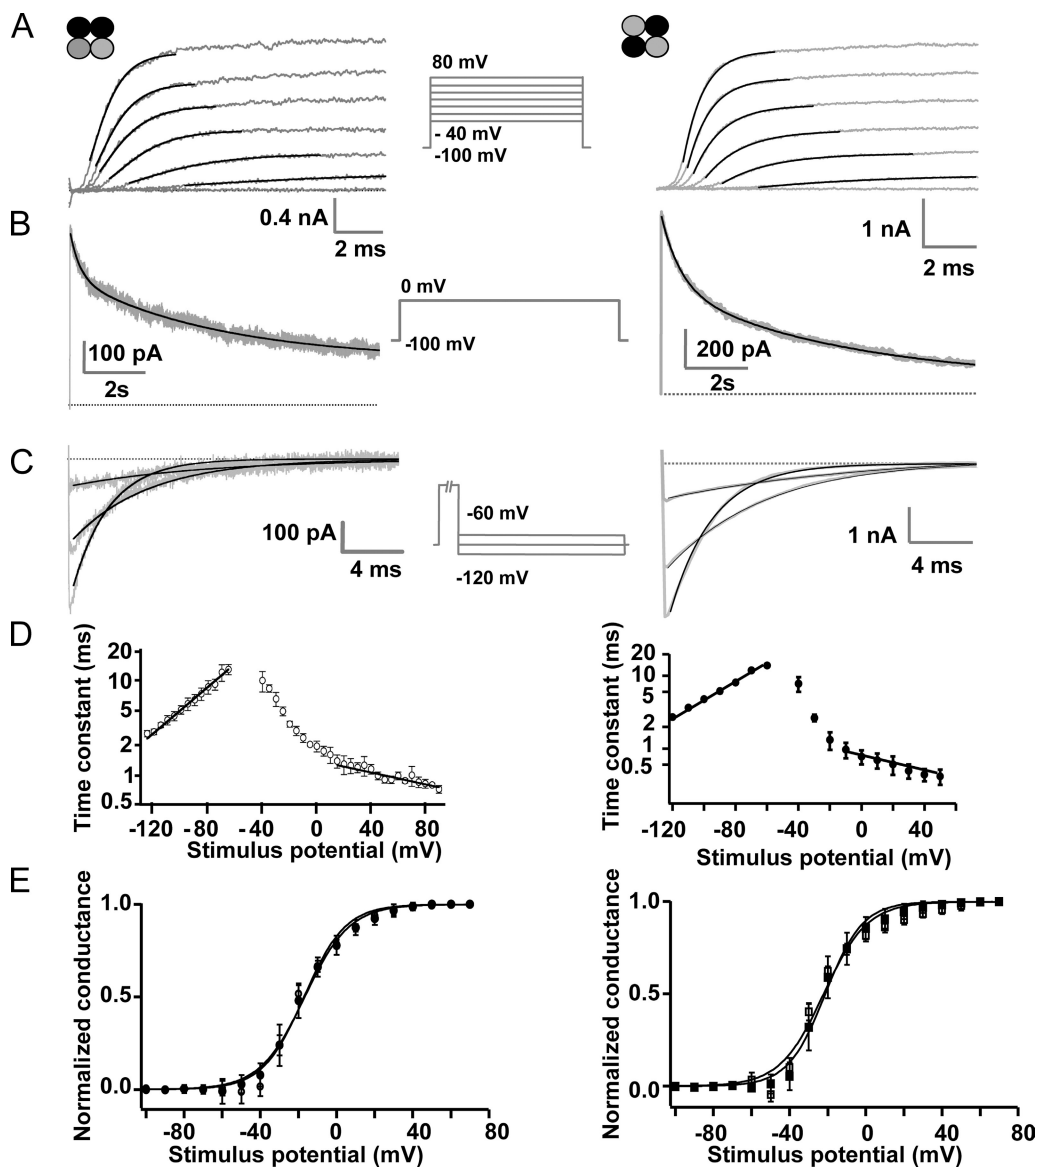 A
80 mV
- 40 mV
-100 mV
0.4 nA
2 ms
1 nA
2 ms
B
0 mV
-100 mV
100 pA
2s
200 pA
2s
C
-60 mV
-120 mV
100 pA
4 ms
1 nA
4 ms
D
Time constant (ms)
20
10
5
2
1
0.5
-120 -80 -40 0 40 80
Stimulus potential (mV)
Time constant (ms)
20
10
5
2
1
0.5
-120 -80 -40 0 40
Stimulus potential (mV)
E
Normalized conductance
1.0
0.5
0.0
-80 -40 0 40 80
Stimulus potential (mV)
Normalized conductance
1.0
0.5
0.0
-80 -40 0 40 80
Stimulus potential (mV)